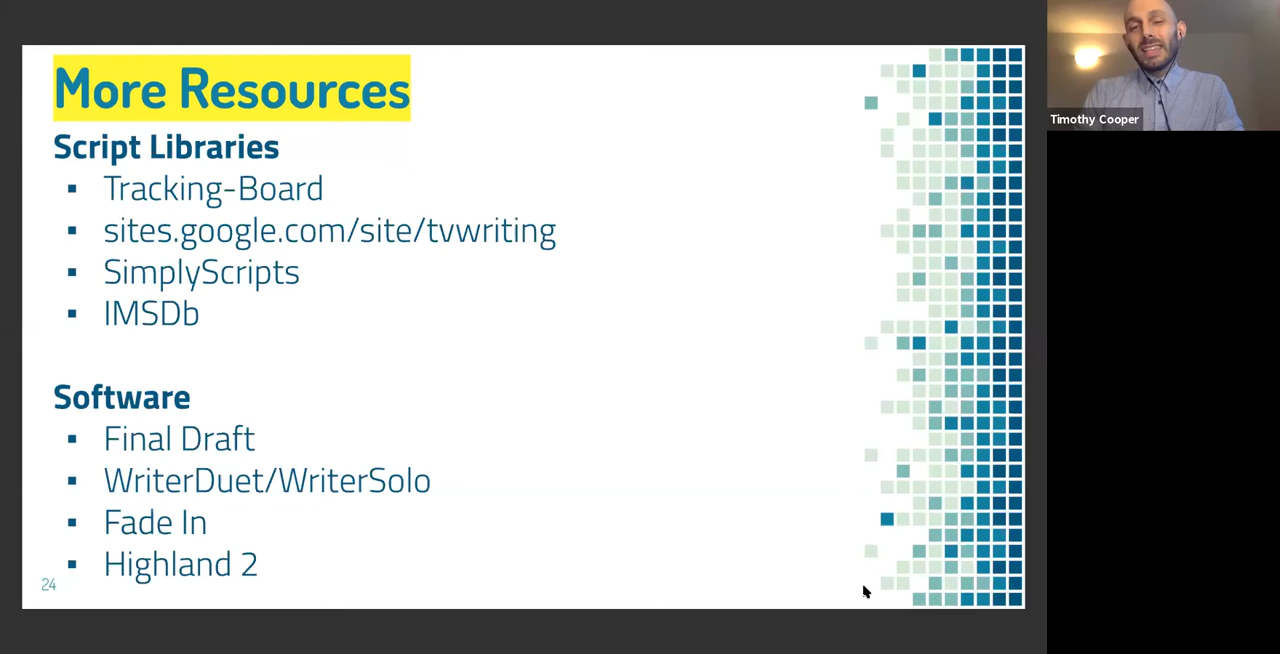 More Resources
Script Libraries
▪ Tracking-Board
▪ sites.google.com/site/tvwriting
▪ SimplyScripts
▪ IMSDb
Software
▪ Final Draft
▪ WriterDuet/WriterSolo
▪ Fade In
▪ Highland 2
24
Timothy Cooper